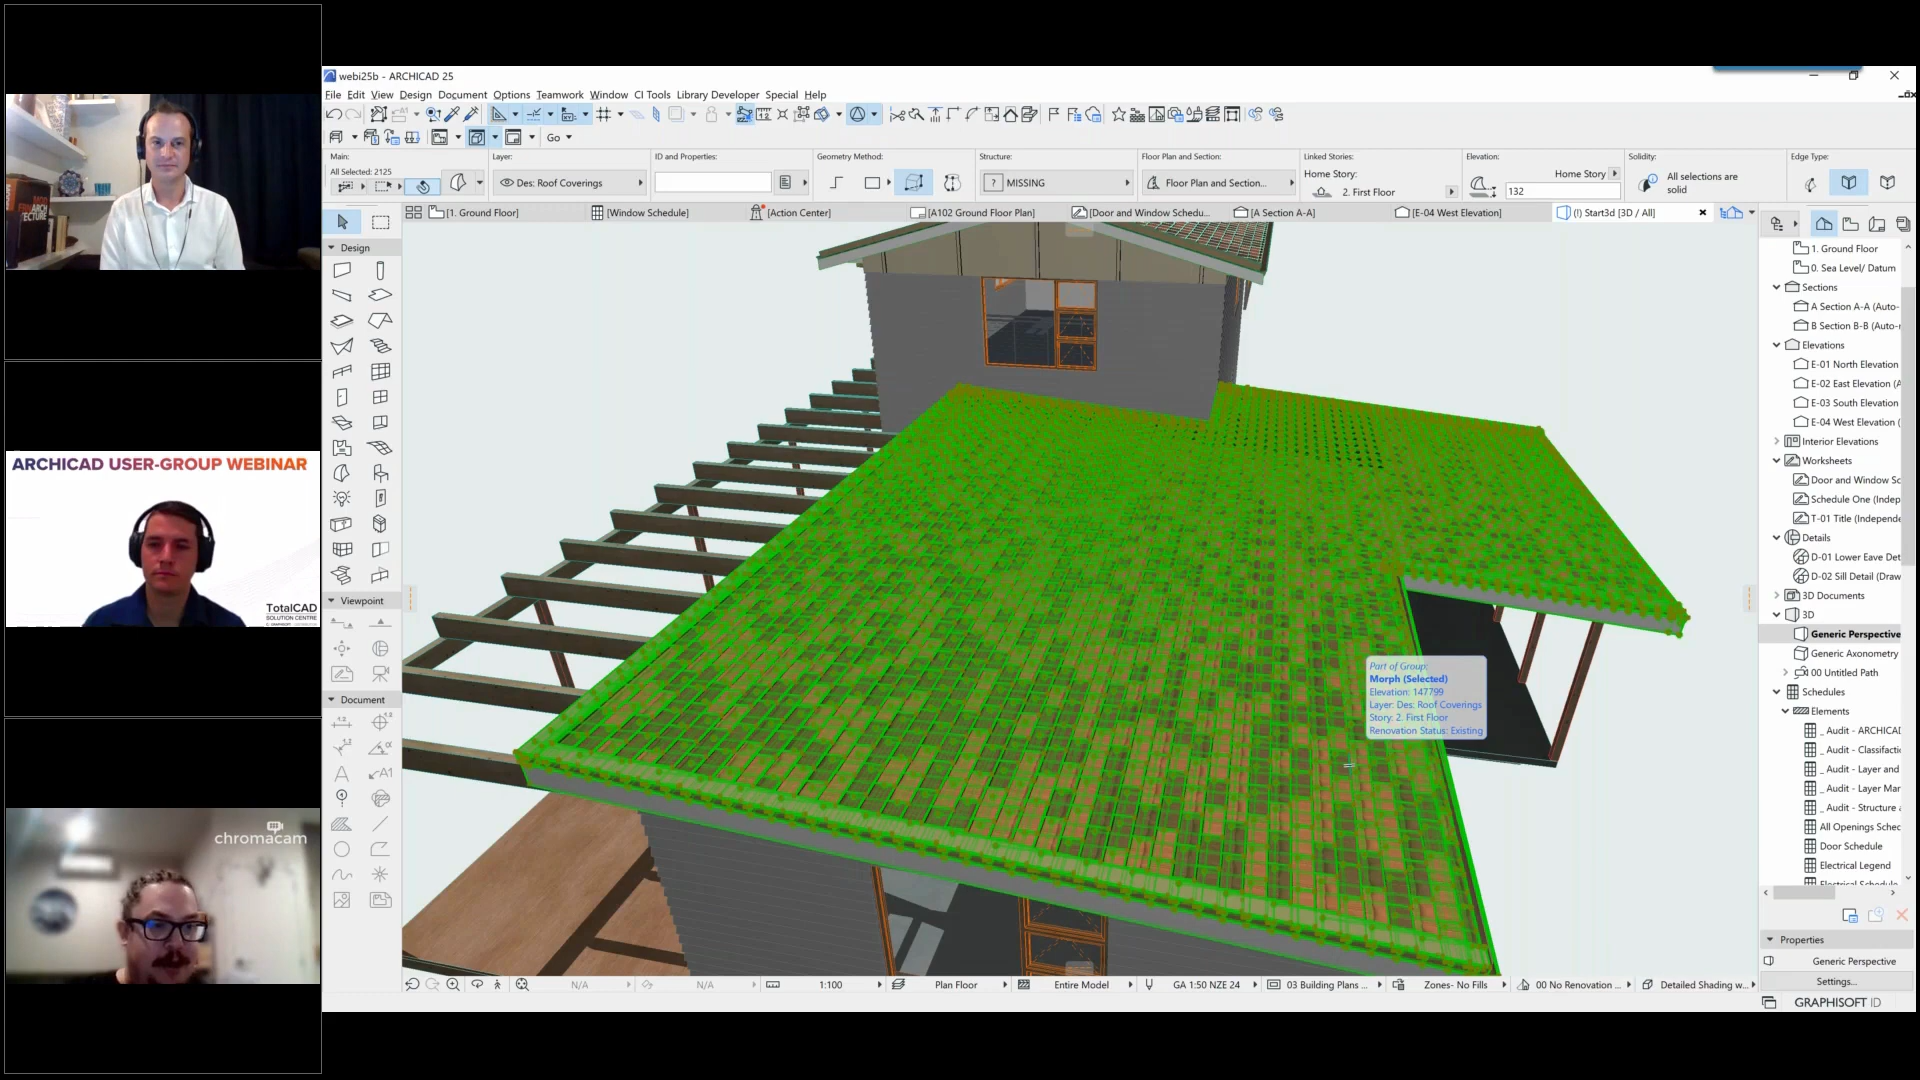 webi25b - ARCHICAD 25
File Edit View Design Document Options Teamwork Window CI Tools Library Developer Special Help
Go
Main:
All Selected: 2125
Layer:
Des: Roof Coverings
ID and Properties:
Geometry Method:
Structure:
? MISSING
Floor Plan and Section:
Floor Plan and Section...
Linked Stories:
Home Story:
2. First Floor
Elevation:
Home Story
132
Solidity:
All selections are
solid
Edge Type:
[1. Ground Floor]
[Window Schedule]
[Action Center]
[A102 Ground Floor Plan]
[Door and Window Schedu...
[A Section A-A]
[E-04 West Elevation]
(!) Start3d [3D / All]
Design
Viewpoint
Document
A
A1
Part of Group:
Morph (Selected)
Elevation: 147799
Layer: Des: Roof Coverings
Story: 2. First Floor
Renovation Status: Existing
1. Ground Floor
0. Sea Level/ Datum
Sections
A Section A-A (Auto-
B Section B-B (Auto-r
Elevations
E-01 North Elevation
E-02 East Elevation (A
E-03 South Elevation
E-04 West Elevation (
Interior Elevations
Worksheets
Door and Window Sc
Schedule One (Indep
T-01 Title (Independe
Details
D-01 Lower Eave Det
D-02 Sill Detail (Draw
3D Documents
3D
Generic Perspective
Generic Axonometry
00 Untitled Path
Schedules
Elements
_ Audit - ARCHICAD
_ Audit - Classifactio
_ Audit - Layer and
_ Audit - Layer Mar
_ Audit - Structure a
All Openings Sched
Door Schedule
Electrical Legend
Electrical Schedule
Properties
Generic Perspective
Settings...
GRAPHISOFT ID
N/A
N/A
1:100
Plan Floor
Entire Model
GA 1:50 NZE 24
03 Building Plans ...
Zones- No Fills
00 No Renovation ...
Detailed Shading w...
ARCHICAD USER-GROUP WEBINAR
TotalCAD
SOLUTION CENTRE
chromacam